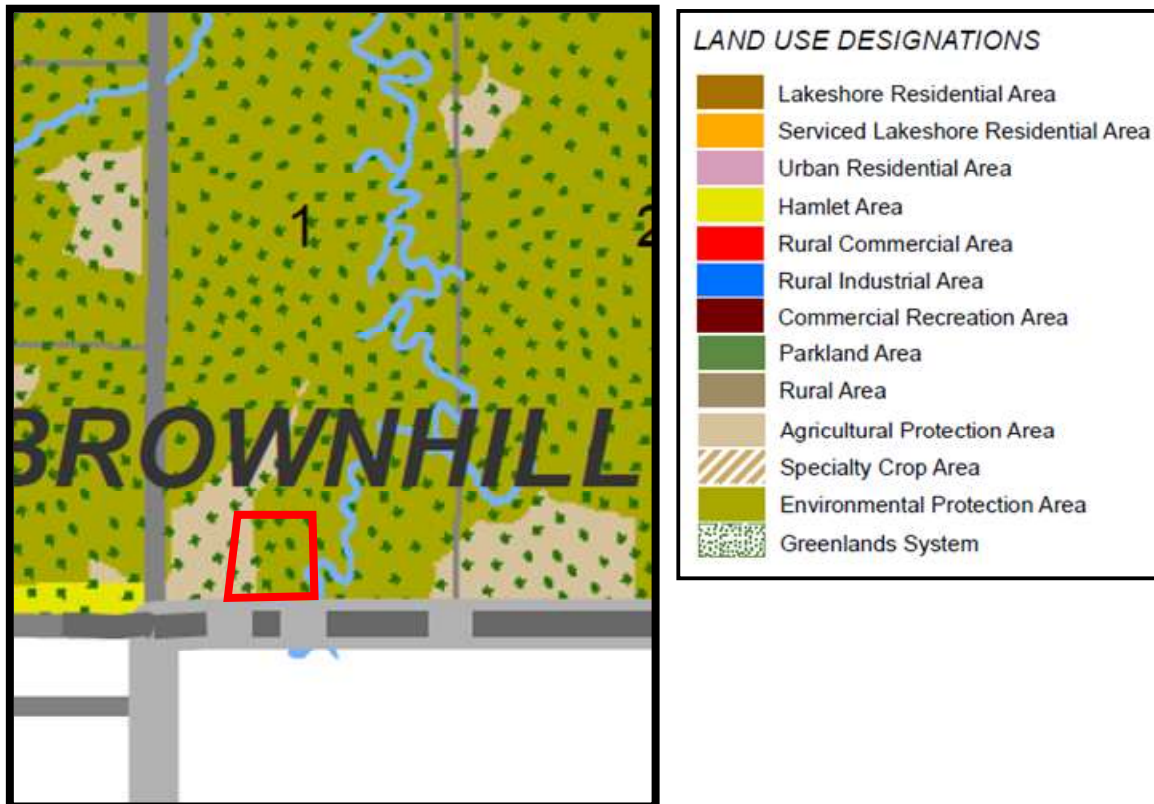 1
2
BROWNHILL
LAND USE DESIGNATIONS
Lakeshore Residential Area
Serviced Lakeshore Residential Area
Urban Residential Area
Hamlet Area
Rural Commercial Area
Rural Industrial Area
Commercial Recreation Area
Parkland Area
Rural Area
Agricultural Protection Area
Specialty Crop Area
Environmental Protection Area
Greenlands System